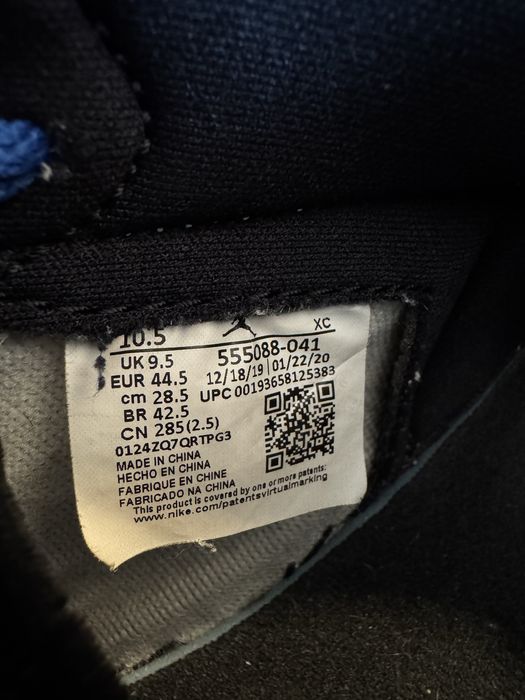 10.5 XC
UK 9.5 555088-041
EUR 44.5 12/18/19 | 01/22/20
cm 28.5 UPC 00193658125383
BR 42.5
CN 285(2.5)
0124ZQ7QRTPG3
MADE IN CHINA
HECHO EN CHINA
FABRIQUE EN CHINE
FABRICADO NA CHINA
This product is covered by one or more patents:
www.nike.com/patentsvirtualmarking